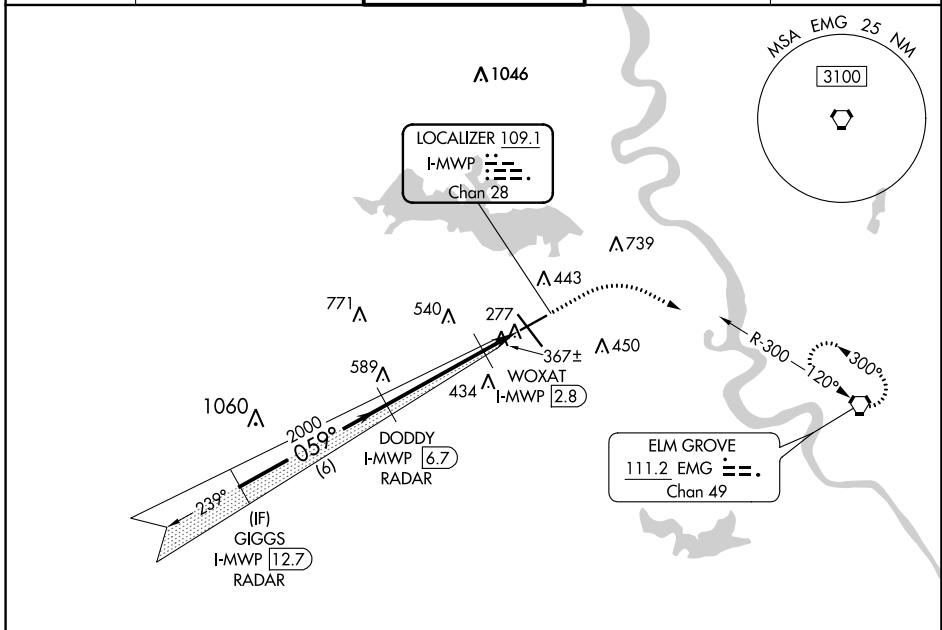 MSA EMG 25 NM
3100
1046
LOCALIZER 109.1
I-MWP
Chan 28
739
443
771
540
277
589
367±
450
434
WOXAT
I-MWP 2.8
1060
2000
059°
(6)
DODDY
I-MWP 6.7
RADAR
R-300
120°
300°
239°
(IF)
GIGGS
I-MWP 12.7
RADAR
ELM GROVE
111.2 EMG
Chan 49